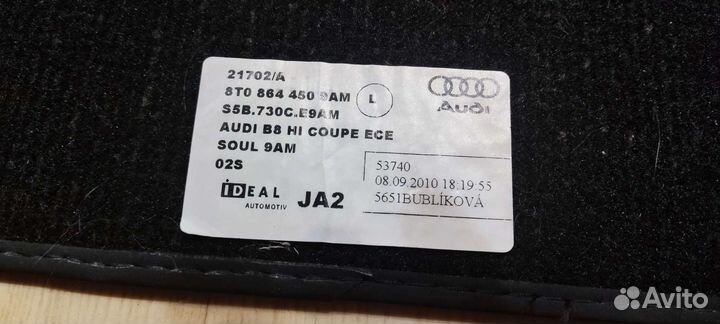 21702/A
8T0 864 450 9AM L
S5B.730C.E9AM
AUDI B8 HI COUPE ECE
SOUL 9AM
02S
IDEAL
AUTOMOTIV
JA2
Audi
53740
08.09.2010 18:19:55
5651BUBLÍKOVÁ
Avito